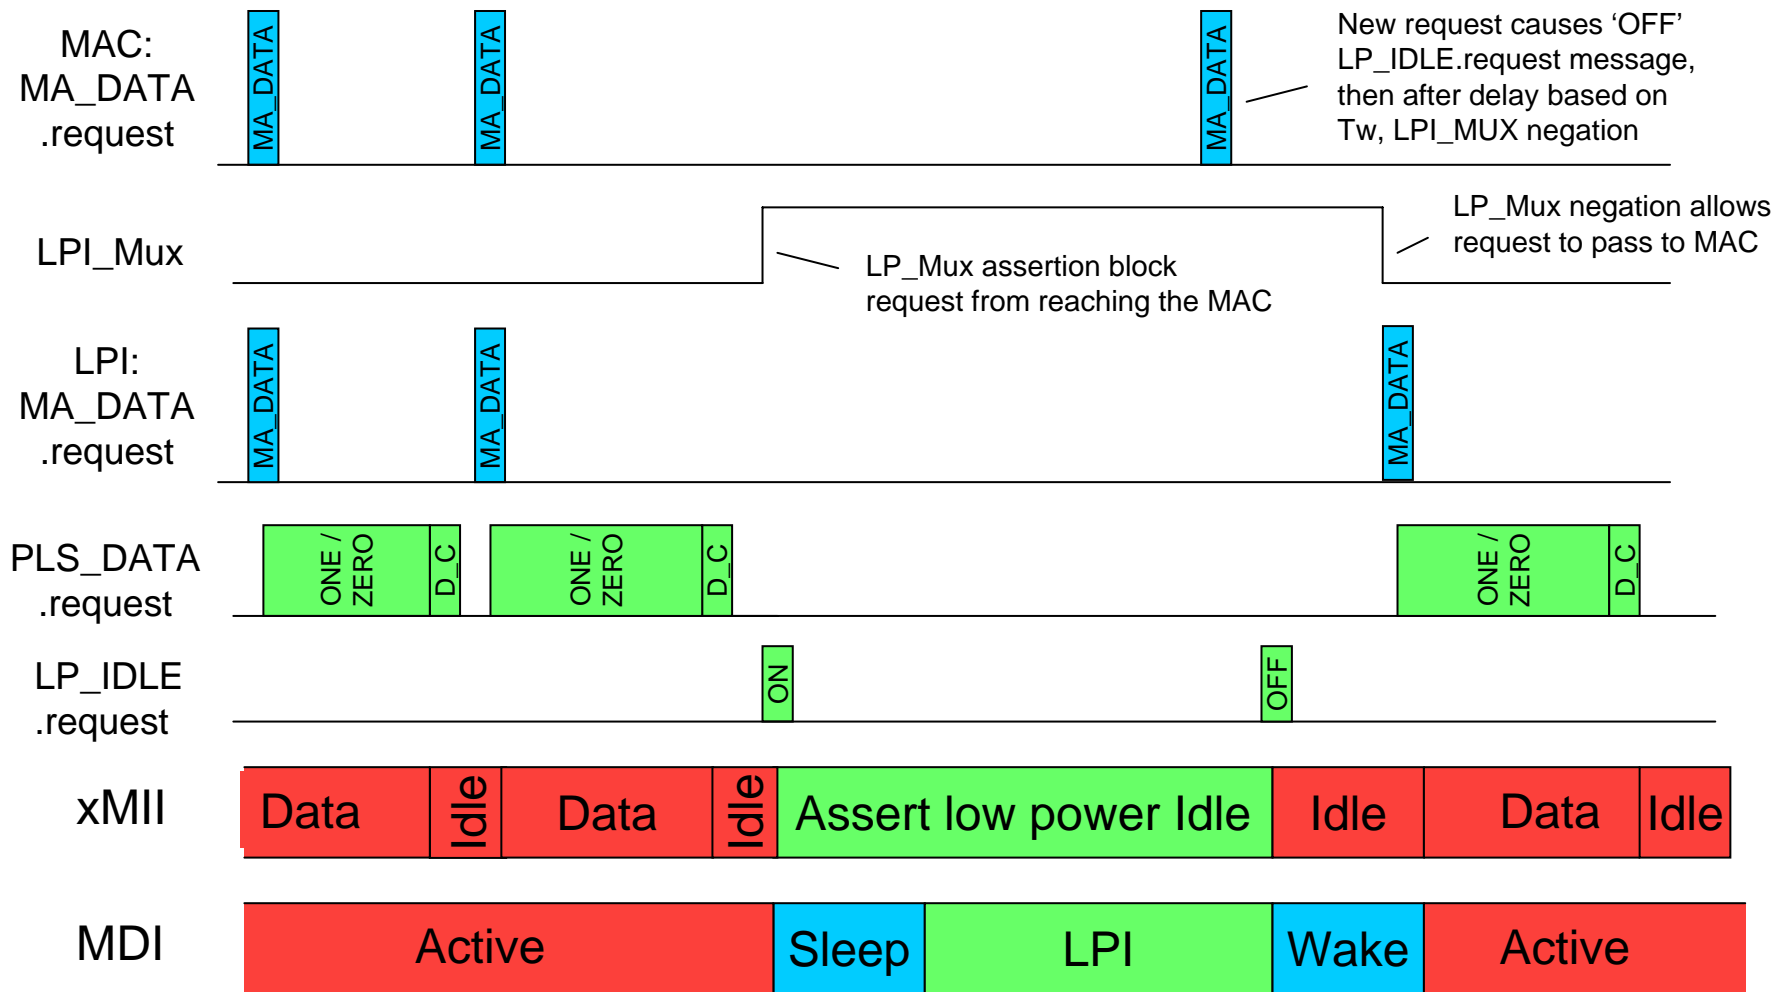 MAC:
MA_DATA
.request
MA_DATA
MA_DATA
MA_DATA
New request causes ‘OFF’
LP_IDLE.request message,
then after delay based on
Tw, LPI_MUX negation
LPI_Mux
LP_Mux assertion block
request from reaching the MAC
LP_Mux negation allows
request to pass to MAC
LPI:
MA_DATA
.request
MA_DATA
MA_DATA
MA_DATA
PLS_DATA
.request
ONE /
ZERO
D_C
ONE /
ZERO
D_C
ONE /
ZERO
D_C
LP_IDLE
.request
ON
OFF
xMII
Data
Idle
Data
Idle
Assert low power Idle
Idle
Data
Idle
MDI
Active
Sleep
LPI
Wake
Active